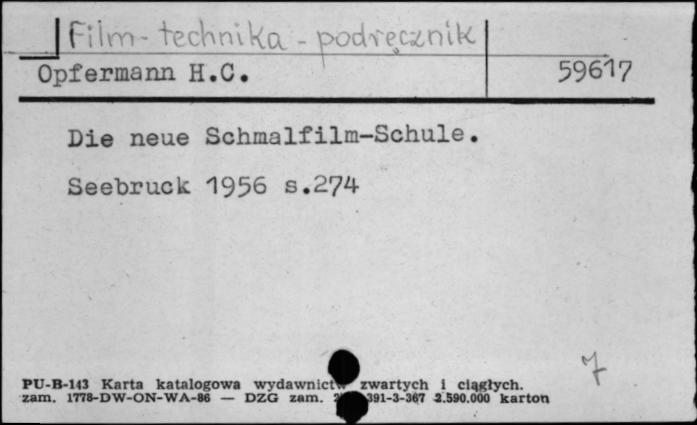 Film - technika - podręcznik
Opfermann H.C. 59617
Die neue Schmalfilm-Schule.
Seebruck 1956 s.274
7
PU-B-143 Karta katalogowa wydawnictw zwartych i ciągłych.
zam. 1778-DW-ON-WA-86 — DZG zam. 391-3-367 2.590.000 karton